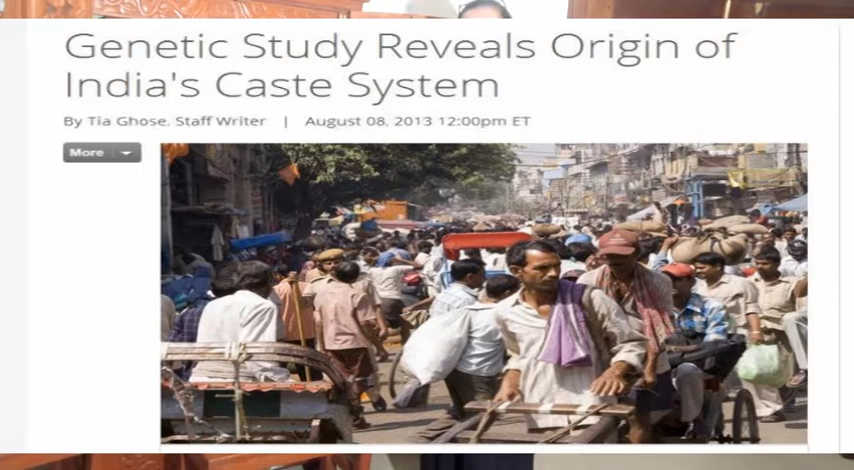 Genetic Study Reveals Origin of
India's Caste System
By Tia Ghose, Staff Writer | August 08, 2013 12:00pm ET
More